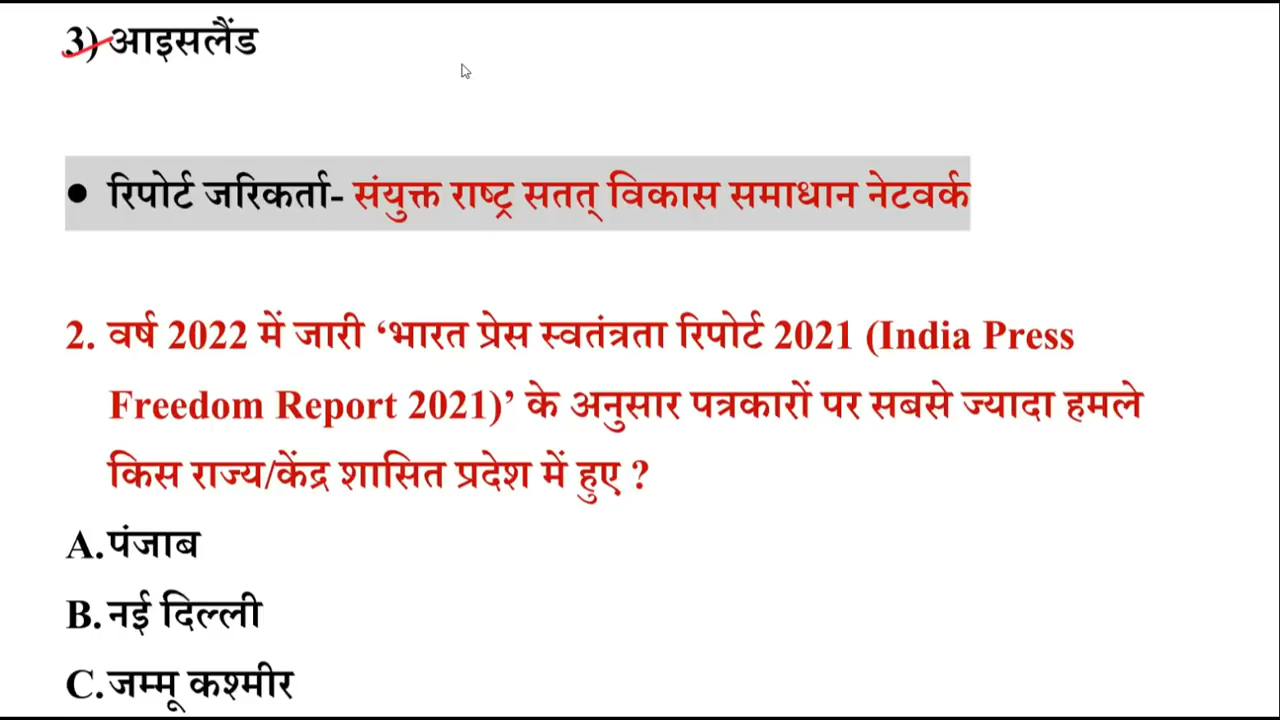 3) आइसलैंड
● रिपोर्ट जरिकर्ता- संयुक्त राष्ट्र सतत् विकास समाधान नेटवर्क
2. वर्ष 2022 में जारी ‘भारत प्रेस स्वतंत्रता रिपोर्ट 2021 (India Press
Freedom Report 2021)’ के अनुसार पत्रकारों पर सबसे ज्यादा हमले
किस राज्य/केंद्र शासित प्रदेश में हुए ?
A. पंजाब
B. नई दिल्ली
C. जम्मू कश्मीर